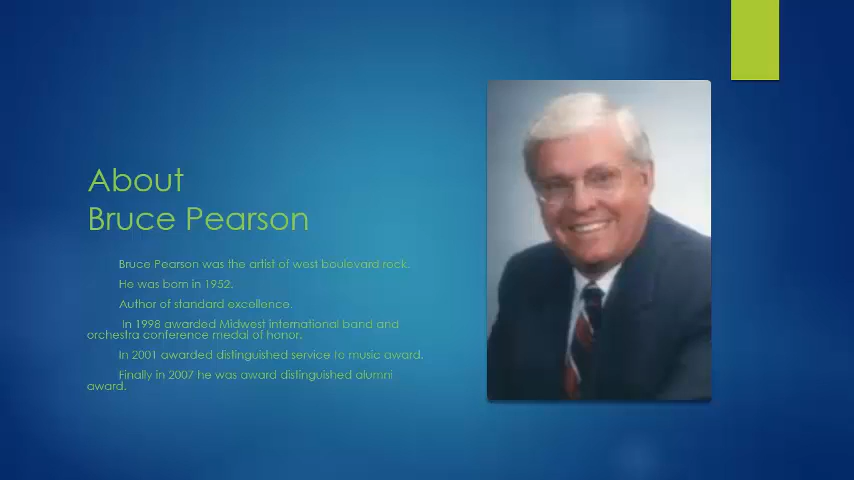 About
Bruce Pearson
Bruce Pearson was the artist of west boulevard rock.
He was born in 1952.
Author of standard excellence.
In 1998 awarded Midwest international band and
orchestra conference medal of honor.
In 2001 awarded distinguished service to music award.
Finally in 2007 he was award distinguished alumni
award.